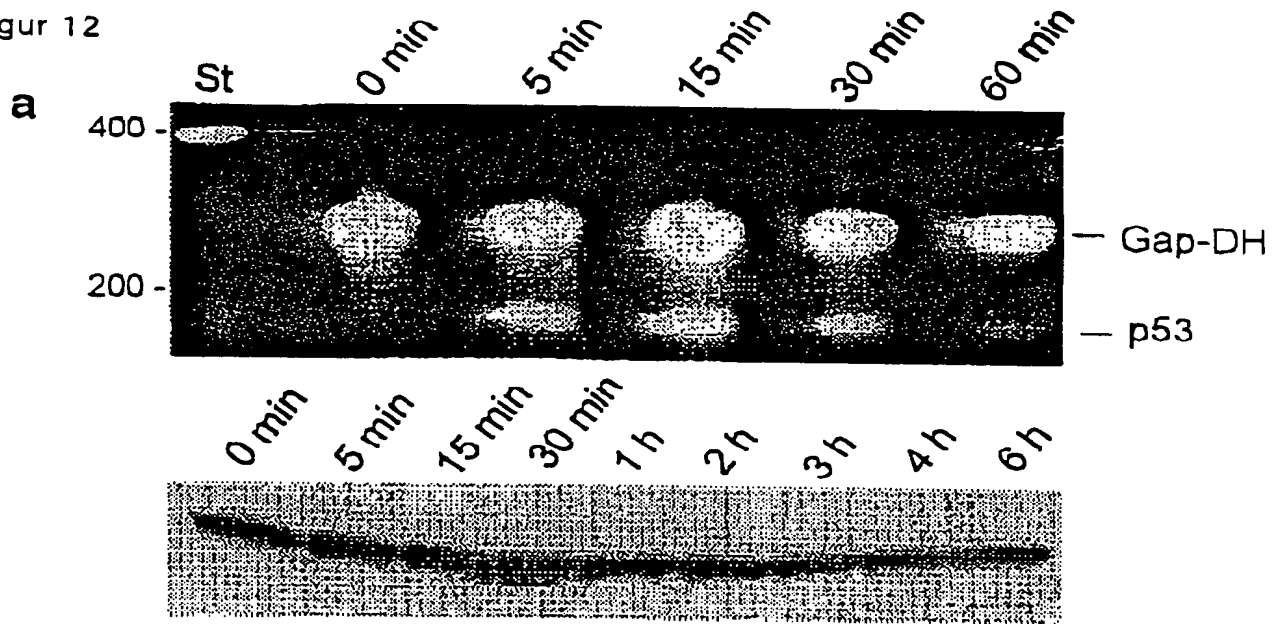 gur 12
a
St 0 min 5 min 15 min 30 min 60 min
400 -
200 -
— Gap-DH
— p53
0 min 5 min 15 min 30 min 1 h 2 h 3 h 4 h 6 h